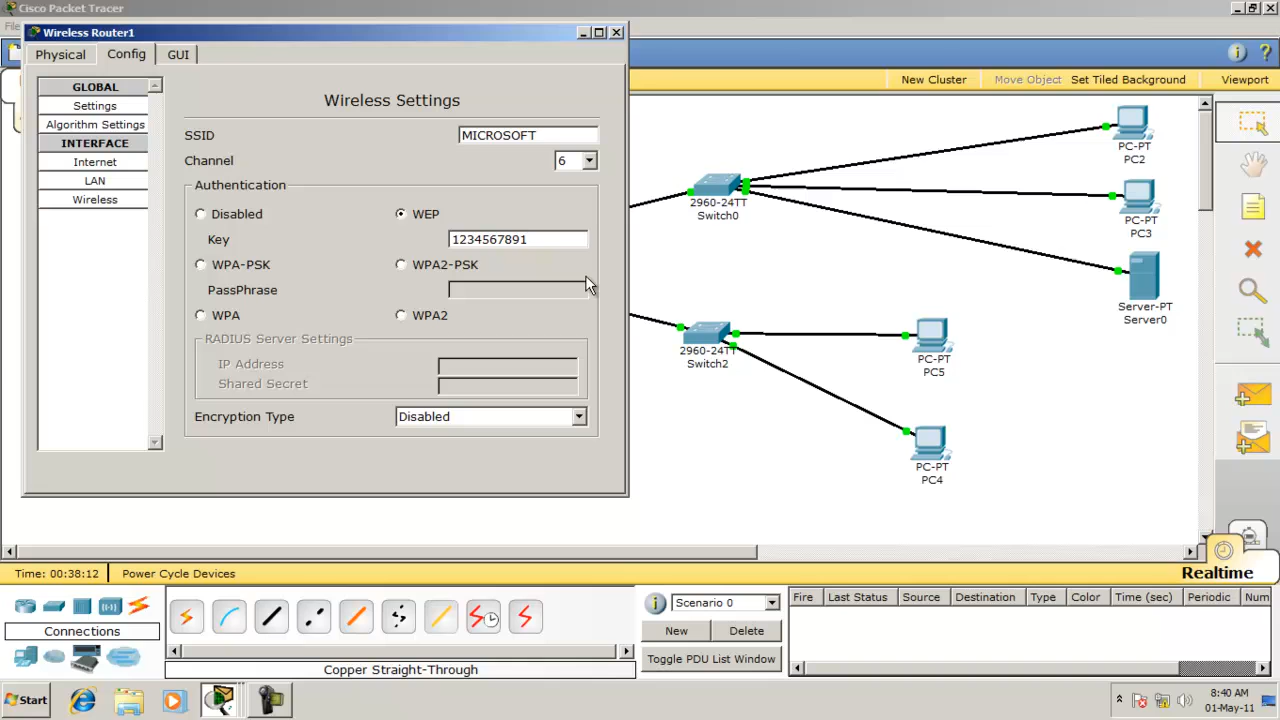 Cisco Packet Tracer
Wireless Router1
Physical
Config
GUI
GLOBAL
Settings
Algorithm Settings
INTERFACE
Internet
LAN
Wireless
Wireless Settings
SSID
MICROSOFT
Channel
6
Authentication
Disabled
WEP
Key
1234567891
WPA-PSK
WPA2-PSK
PassPhrase
WPA
WPA2
RADIUS Server Settings
IP Address
Shared Secret
Encryption Type
Disabled
New Cluster
Move Object
Set Tiled Background
Viewport
2960-24TT
Switch0
PC-PT
PC2
PC-PT
PC3
Server-PT
Server0
2960-24TT
Switch2
PC-PT
PC5
PC-PT
PC4
Time: 00:38:12
Power Cycle Devices
Realtime
Connections
Copper Straight-Through
Scenario 0
New
Delete
Toggle PDU List Window
Fire
Last Status
Source
Destination
Type
Color
Time (sec)
Periodic
Num
Start
8:40 AM
01-May-11